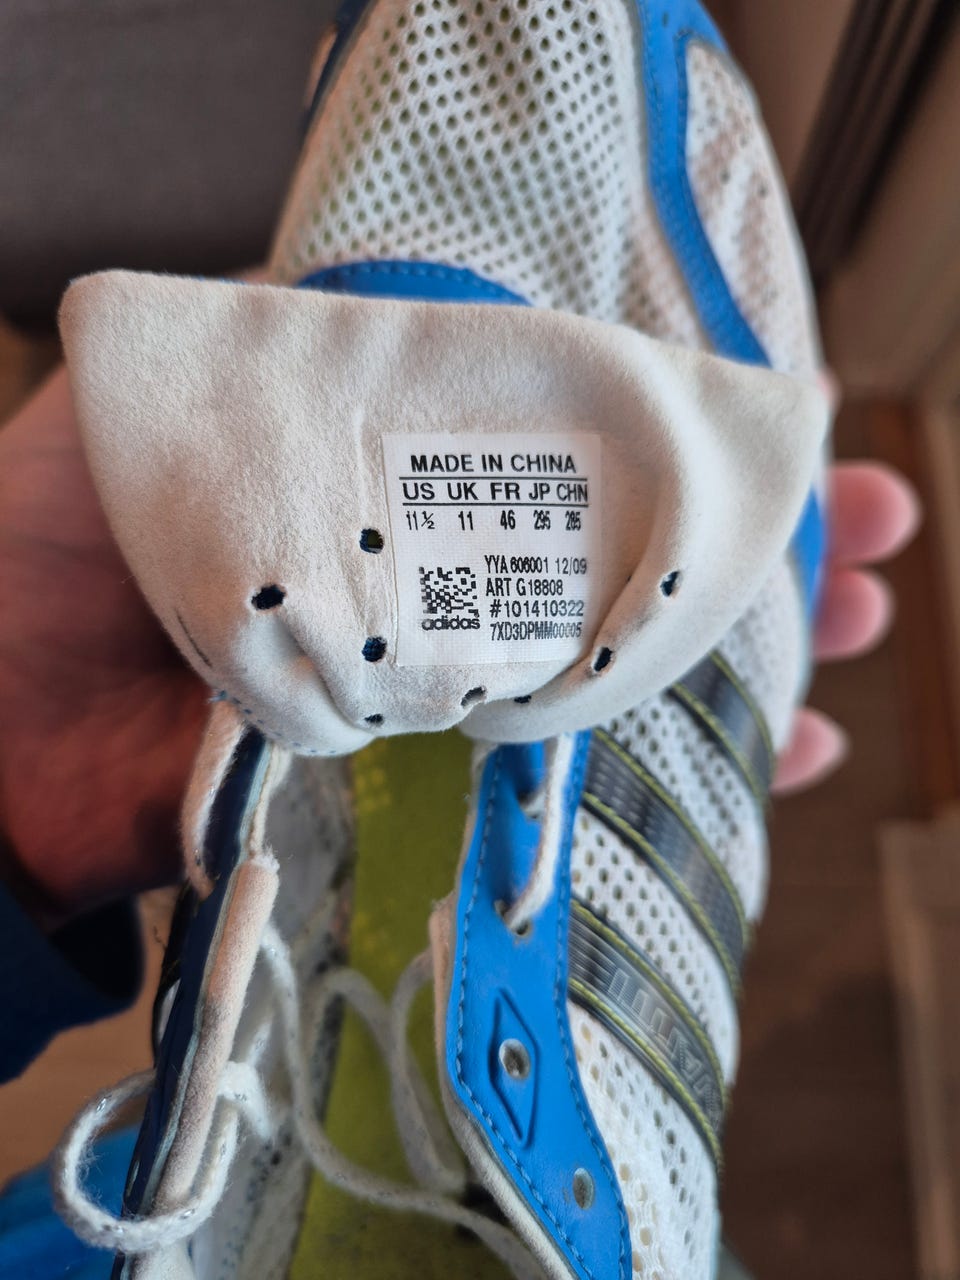 MADE IN CHINA
US UK FR JP CHN
11½ 11 46 295 285
YYA 606001 12/09
ART G18808
#101410322
7XD3DPMM00005
adidas